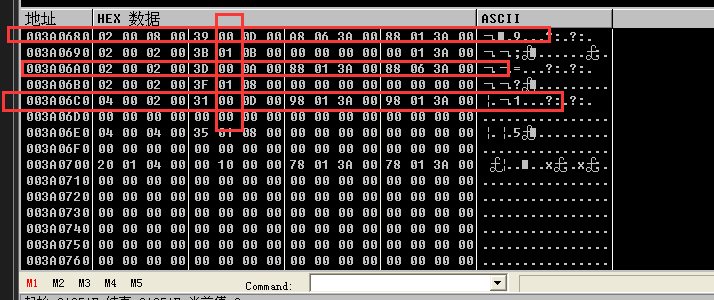 地址 HEX 数据 ASCII
003A0680 02 00 08 00 39 00 0D 00 A8 06 3A 00 88 01 3A 00 ¬.■.9...?:.?:.
003A0690 02 00 02 00 3B 01 0B 00 00 00 00 00 00 01 3A 00
003A06A0 02 00 02 00 3D 00 0A 00 88 01 3A 00 88 06 3A 00 ¬.¬.=...?:.?:.
003A06B0 02 00 02 00 3F 01 08 00 00 00 00 00 00 01 3A 00
003A06C0 04 00 02 00 31 00 0D 00 98 01 3A 00 98 01 3A 00 ¦.¬.1...?:.?:.
003A06D0 00 00 00 00 00 00 00 00 00 00 00 00 00 00 00 00 ................
003A06E0 04 00 04 00 35 01 08 00 00 00 00 00 00 00 00 00
003A06F0 00 00 00 00 00 00 00 00 00 00 00 00 00 00 00 00 ................
003A0700 20 01 04 00 00 10 00 00 78 01 3A 00 78 01 3A 00
003A0710 00 00 00 00 00 00 00 00 00 00 00 00 00 00 00 00 ................
003A0720 00 00 00 00 00 00 00 00 00 00 00 00 00 00 00 00 ................
003A0730 00 00 00 00 00 00 00 00 00 00 00 00 00 00 00 00 ................
003A0740 00 00 00 00 00 00 00 00 00 00 00 00 00 00 00 00 ................
003A0750 00 00 00 00 00 00 00 00 00 00 00 00 00 00 00 00 ................
003A0760 00 00 00 00 00 00 00 00 00 00 00 00 00 00 00 00 ................
M1 M2 M3 M4 M5 Command: